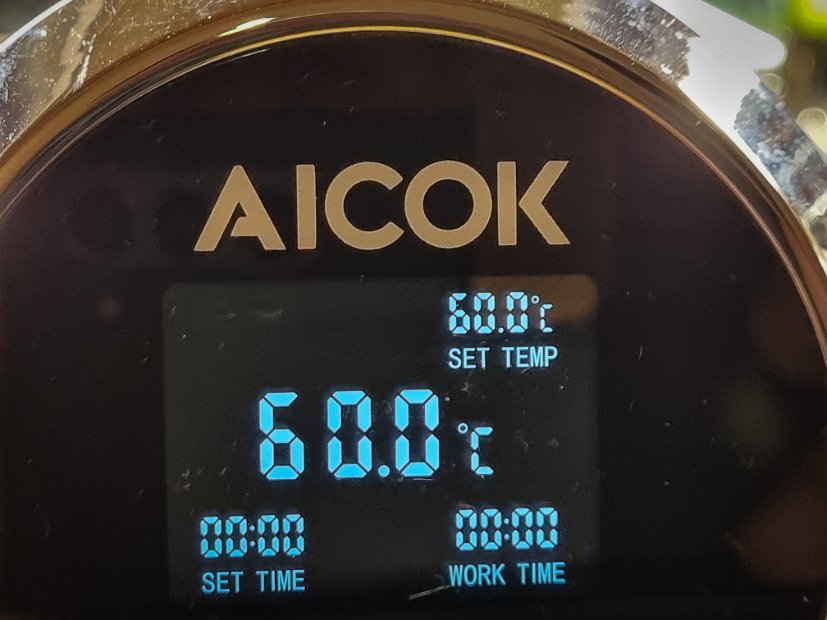 AICOK
60.0°C
SET TEMP
60.0°C
00:00 00:00
SET TIME WORK TIME